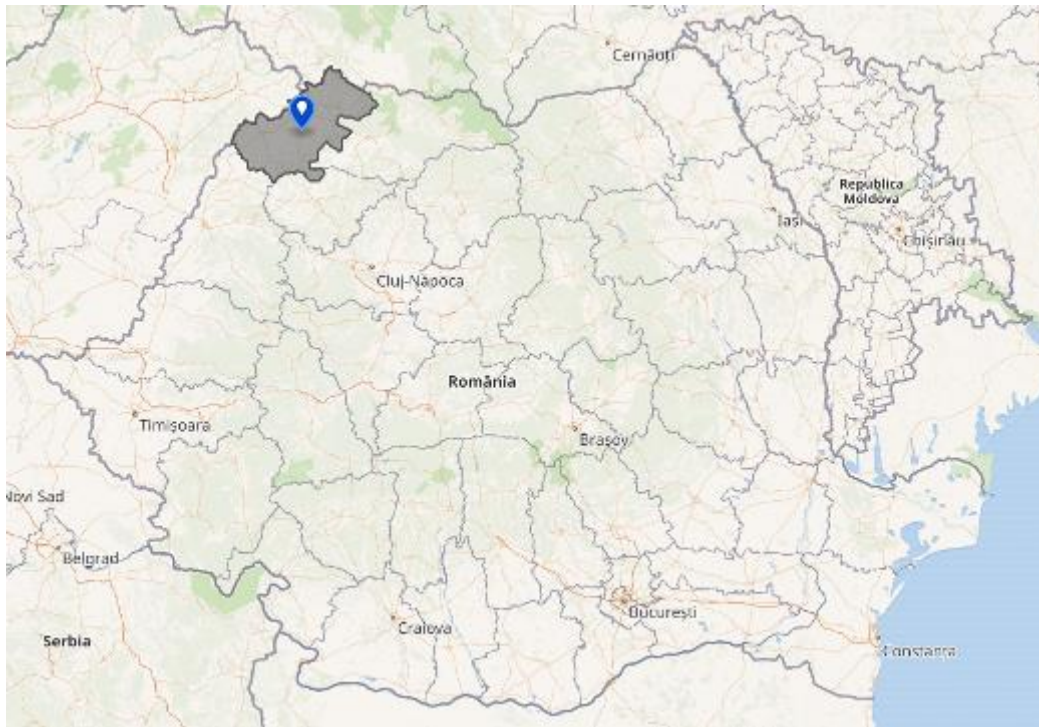 Cernăuți
Republica
Moldova
Iași
Chișinău
Cluj-Napoca
România
Timișoara
Brașov
Novi Sad
Belgrad
București
Craiova
Serbia
Constanța